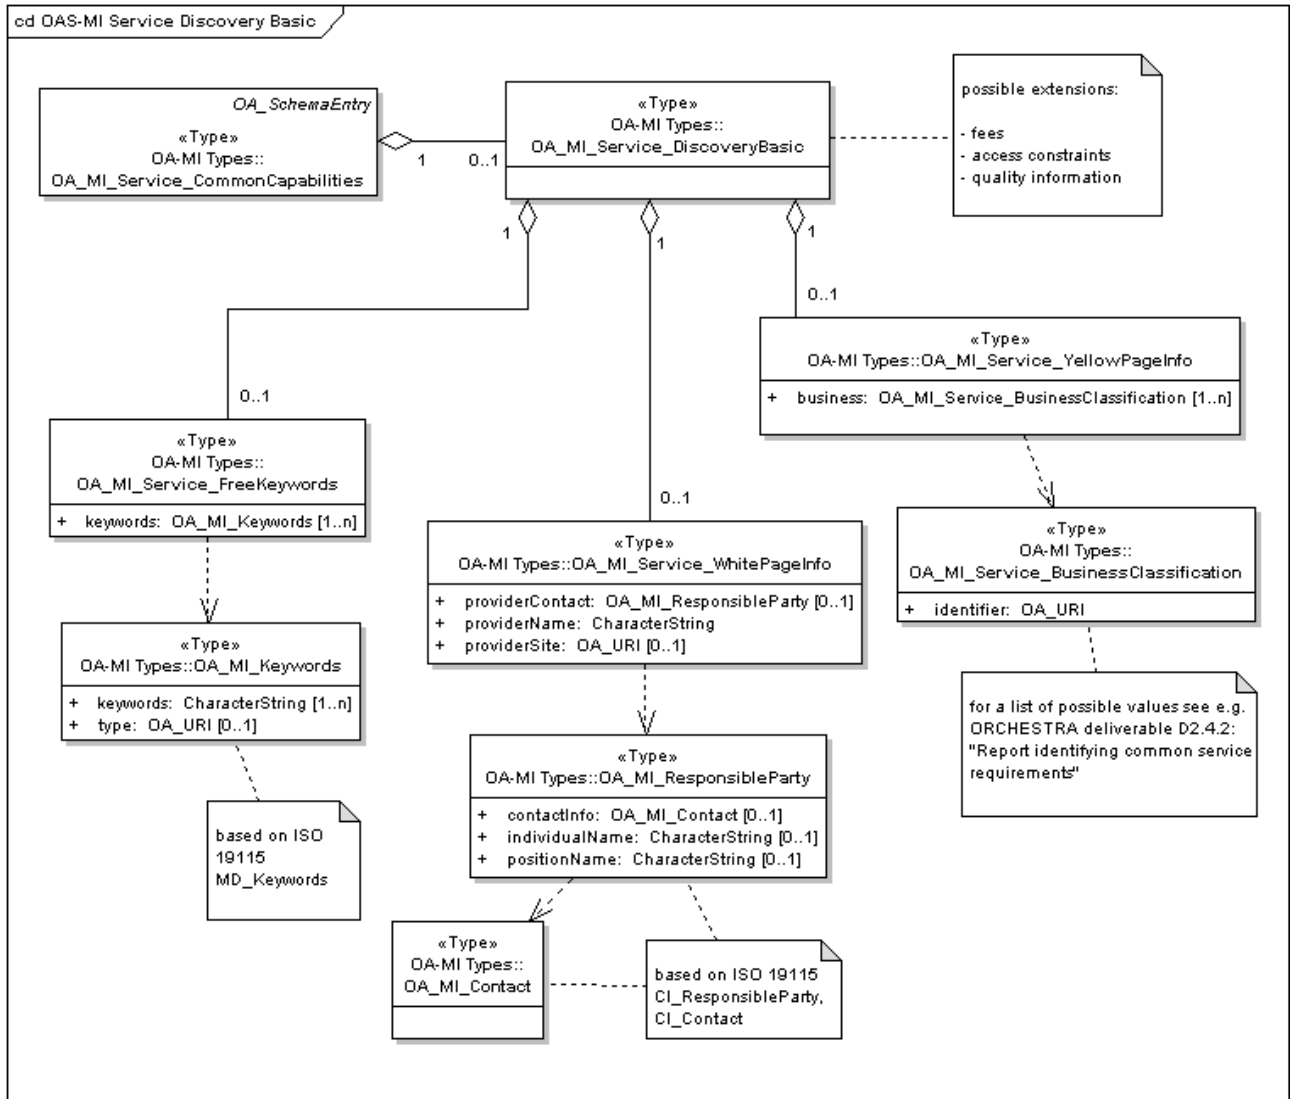 cd OAS-MI Service Discovery Basic
OA_SchemaEntry
«Type»
OA-MI Types::
OA_MI_Service_CommonCapabilities
1
0..1
«Type»
OA-MI Types::
OA_MI_Service_DiscoveryBasic
possible extensions:
- fees
- access constraints
- quality information
1
1
1
0..1
0..1
0..1
«Type»
OA-MI Types::OA_MI_Service_YellowPageInfo
+ business: OA_MI_Service_BusinessClassification [1..n]
«Type»
OA-MI Types::
OA_MI_Service_FreeKeywords
+ keywords: OA_MI_Keywords [1..n]
«Type»
OA-MI Types::OA_MI_Service_WhitePageInfo
+ providerContact: OA_MI_ResponsibleParty [0..1]
+ providerName: CharacterString
+ providerSite: OA_URI [0..1]
«Type»
OA-MI Types::
OA_MI_Service_BusinessClassification
+ identifier: OA_URI
«Type»
OA-MI Types::OA_MI_Keywords
+ keywords: CharacterString [1..n]
+ type: OA_URI [0..1]
for a list of possible values see e.g.
ORCHESTRA deliverable D2.4.2:
"Report identifying common service
requirements"
«Type»
OA-MI Types::OA_MI_ResponsibleParty
+ contactInfo: OA_MI_Contact [0..1]
+ individualName: CharacterString [0..1]
+ positionName: CharacterString [0..1]
based on ISO
19115
MD_Keywords
«Type»
OA-MI Types::
OA_MI_Contact
based on ISO 19115
CI_ResponsibleParty,
CI_Contact